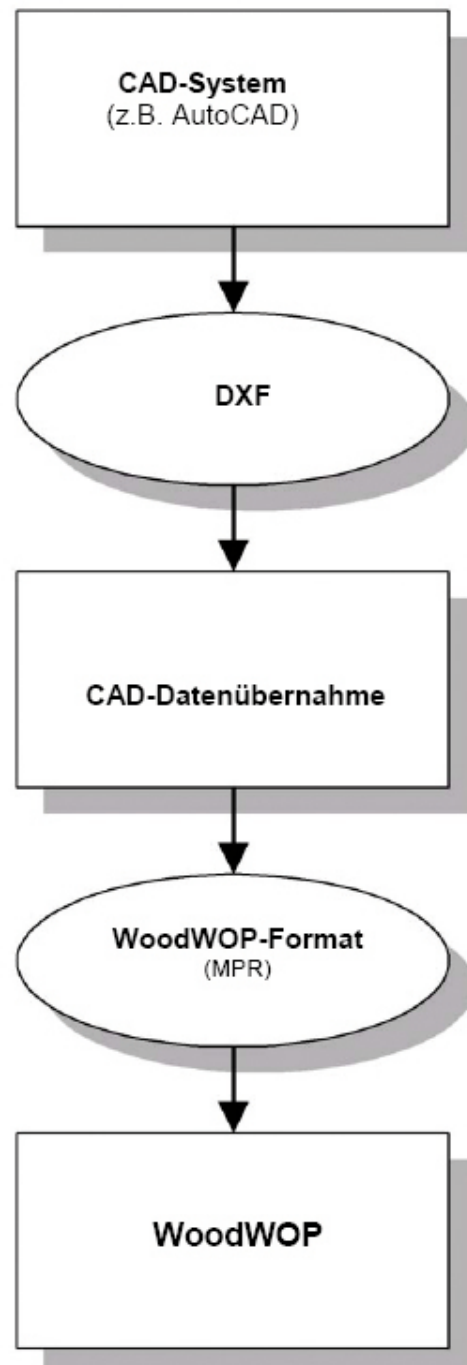 CAD-System
(z.B. AutoCAD)
DXF
CAD-Datenübernahme
WoodWOP-Format
(MPR)
WoodWOP